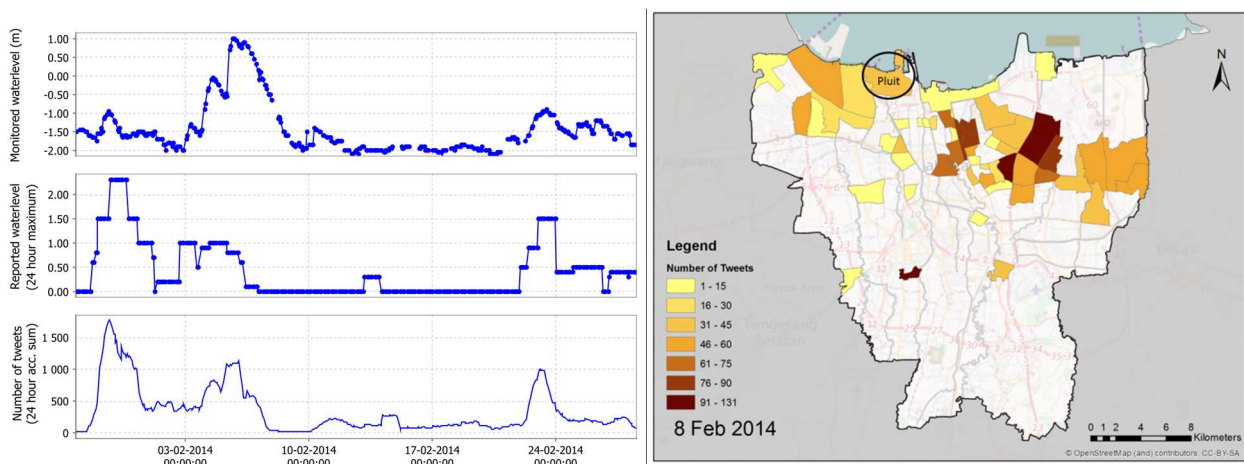 Monitored waterlevel (m)
1.00
0.50
0.00
-0.50
-1.00
-1.50
-2.00
Reported waterlevel
(24 hour maximum)
2.00
1.50
1.00
0.50
0.00
Number of tweets
(24 hour acc. sum)
1 500
1 000
500
0
03-02-2014
00:00:00
10-02-2014
00:00:00
17-02-2014
00:00:00
24-02-2014
00:00:00
Pluit
N
Legend
Number of Tweets
1 - 15
16 - 30
31 - 45
46 - 60
61 - 75
76 - 90
91 - 131
8 Feb 2014
0 1 2 4 6 8
Kilometers
© OpenStreetMap (and) contributors, CC-BY-SA